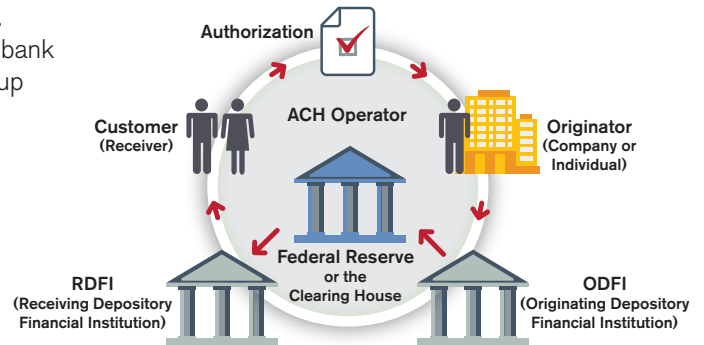 bank
up
Authorization
ACH Operator
Customer
(Receiver)
Originator
(Company or
Individual)
Federal Reserve
or the
Clearing House
RDFI
(Receiving Depository
Financial Institution)
ODFI
(Originating Depository
Financial Institution)